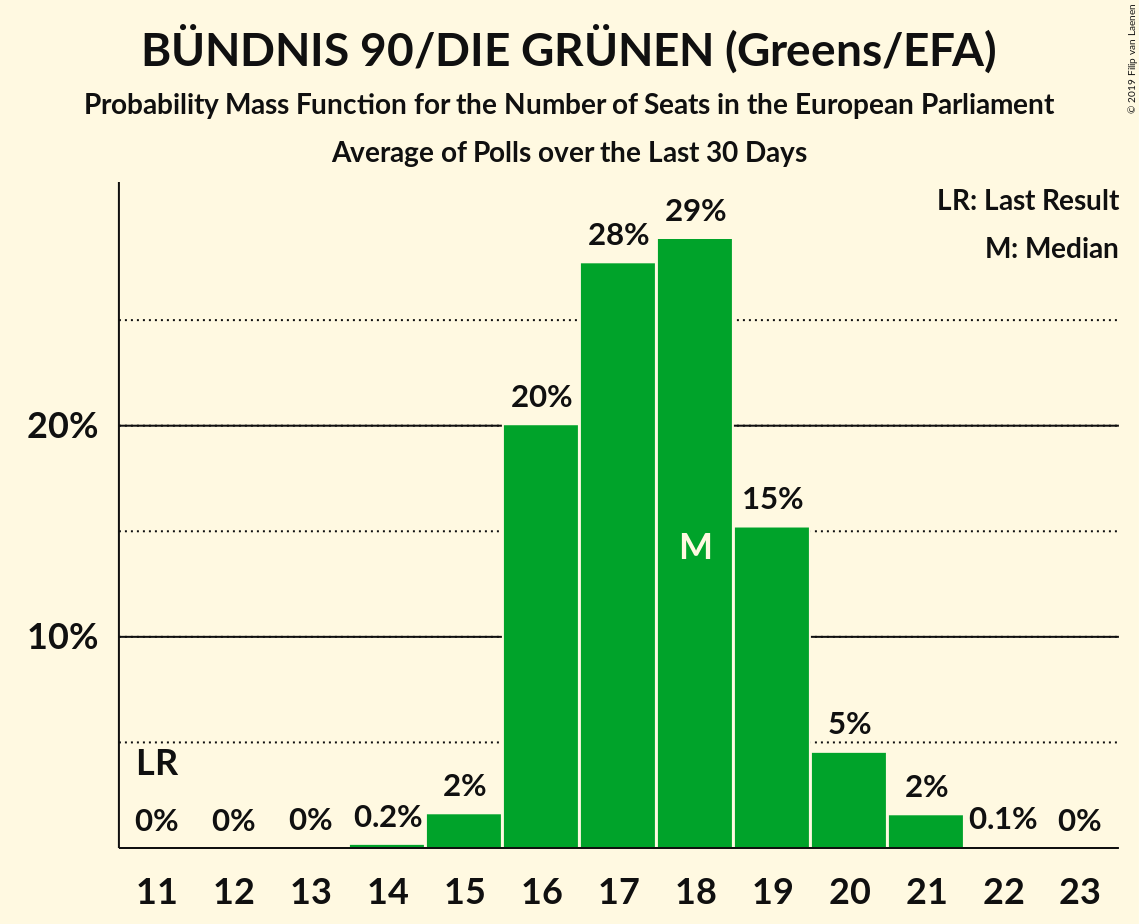 BÜNDNIS 90/DIE GRÜNEN (Greens/EFA)
Probability Mass Function for the Number of Seats in the European Parliament
Average of Polls over the Last 30 Days
© 2019 Filip van Laenen
LR: Last Result
M: Median
20%
10%
LR
0%
0%
0%
0.2%
2%
20%
28%
29%
M
15%
5%
2%
0.1%
0%
11 12 13 14 15 16 17 18 19 20 21 22 23